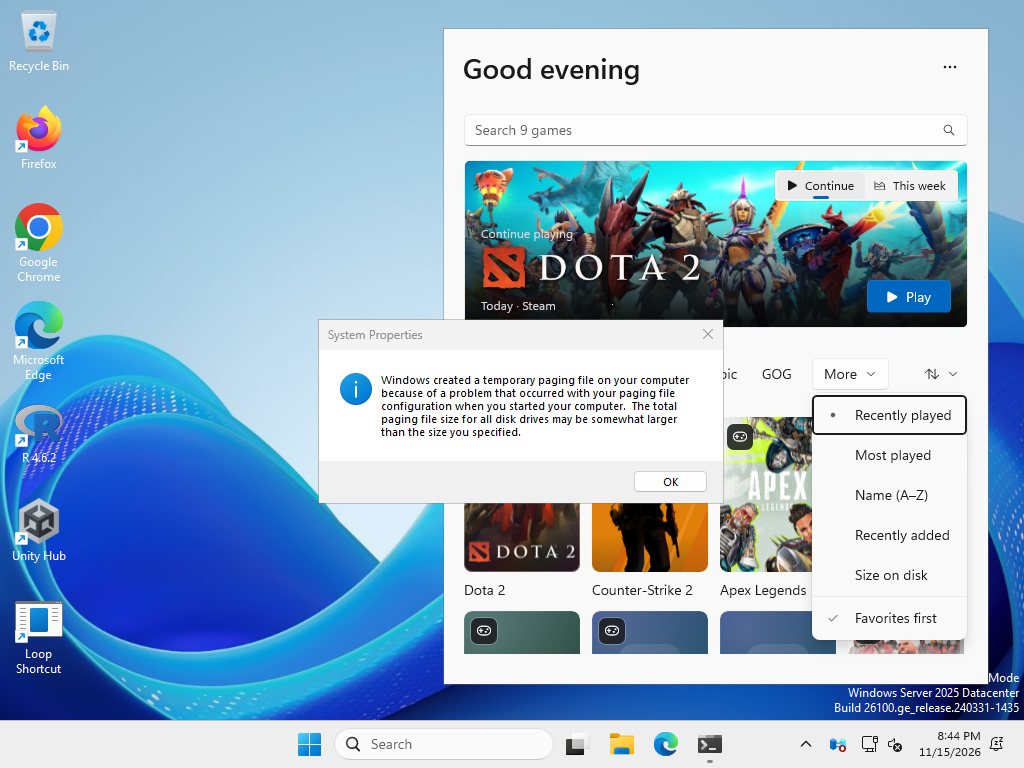 Recycle Bin
Firefox
Google
Chrome
Microsoft
Edge
R 4.6.2
Unity Hub
Loop
Shortcut
Good evening
Search 9 games
Continue
This week
Continue playing
DOTA 2
Today · Steam
Play
GOG
More
Recently played
Most played
Name (A–Z)
Recently added
Size on disk
Favorites first
System Properties
Windows created a temporary paging file on your computer
because of a problem that occurred with your paging file
configuration when you started your computer. The total
paging file size for all disk drives may be somewhat larger
than the size you specified.
OK
DOTA 2
APEX
LEGENDS
Dota 2
Counter-Strike 2
Apex Legends
Mode
Windows Server 2025 Datacenter
Build 26100.ge_release.240331-1435
Search
8:44 PM
11/15/2026